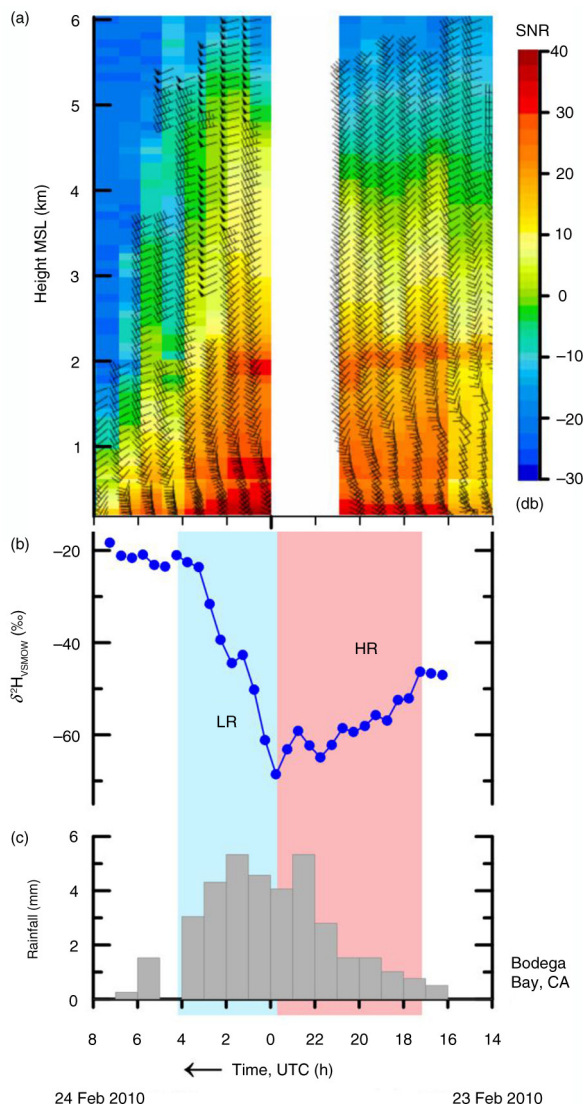 (a)
SNR
6
5
4
3
2
1
Height MSL (km)
40
30
20
10
0
−10
−20
−30
(db)
(b)
−20
−40
−60
δ²H_VSMOW (‰)
HR
LR
(c)
6
4
2
0
Rainfall (mm)
Bodega
Bay, CA
8 6 4 2 0 22 20 18 16 14
Time, UTC (h)
24 Feb 2010 23 Feb 2010